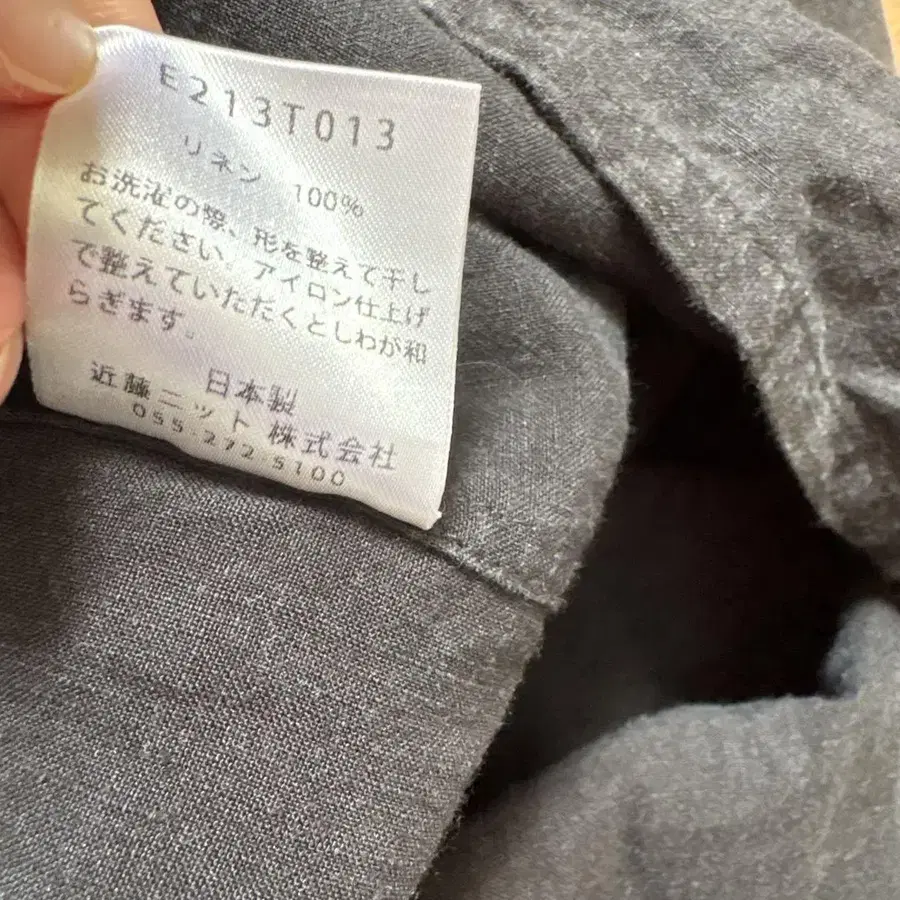 E213T013
リネン 100%
お洗濯の際、形を整えて干し
てください。アイロン仕上げ
で整えていただくとしわが和
らぎます。
日本製
近藤ニット 株式会社
055-272 5100